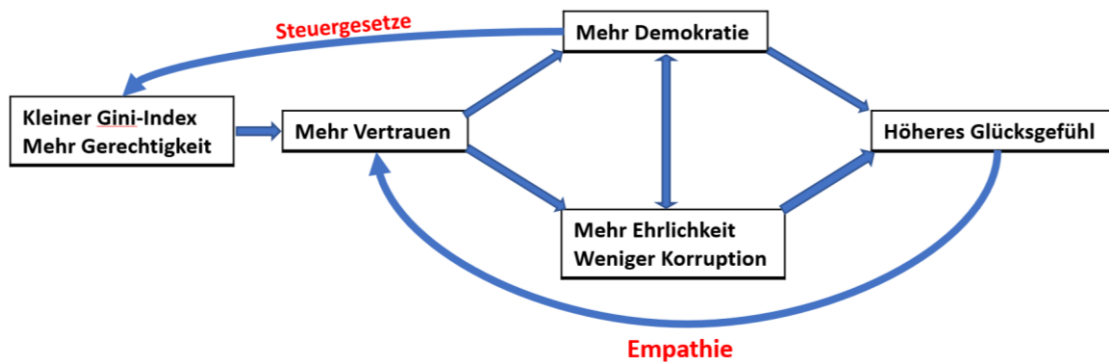 Steuergesetze
Mehr Demokratie
Kleiner Gini-Index
Mehr Gerechtigkeit
Mehr Vertrauen
Höheres Glücksgefühl
Mehr Ehrlichkeit
Weniger Korruption
Empathie